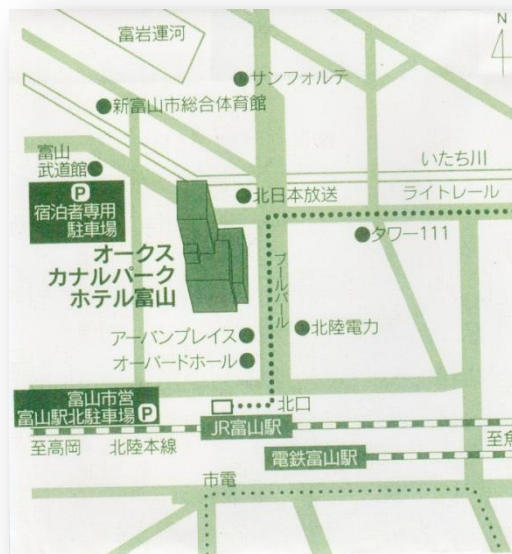 N
富岩運河
サンフォルテ
新富山市総合体育館
富山
武道館
いたち川
P
宿泊者専用
駐車場
北日本放送
ライトレール
オークス
カナルパーク
ホテル富山
タワー111
ブールバール
アーバンプレイス
北陸電力
オーバードホール
富山市営
富山駅北駐車場 P
北口
JR富山駅
至高岡
北陸本線
至魚
電鉄富山駅
市電